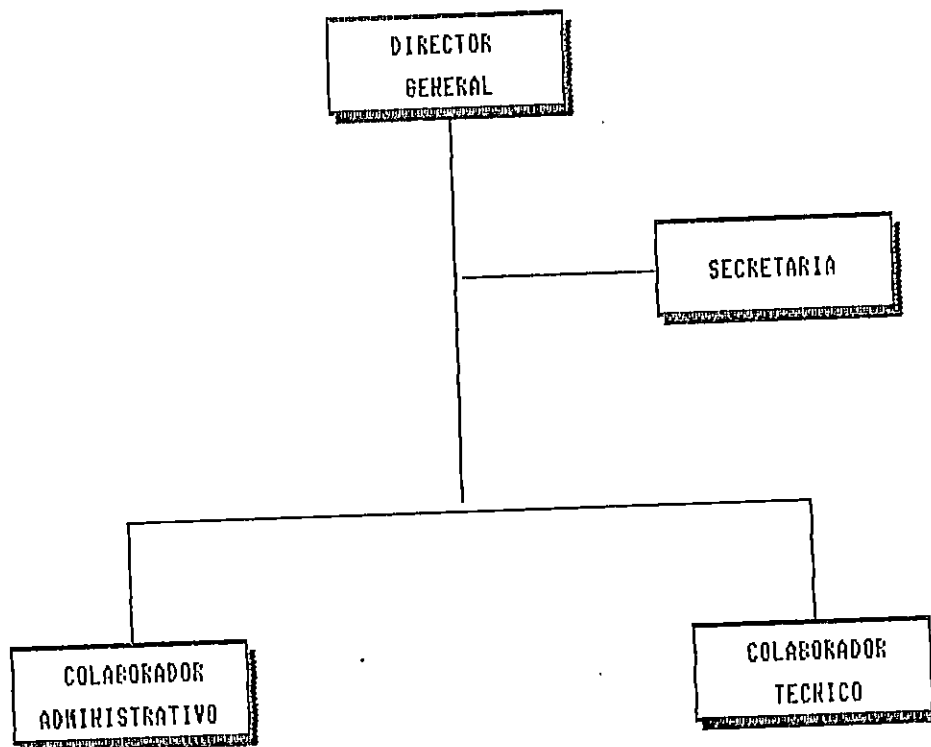 DIRECTOR
GENERAL
SECRETARIA
COLABORADOR
ADMINISTRATIVO
COLABORADOR
TECNICO